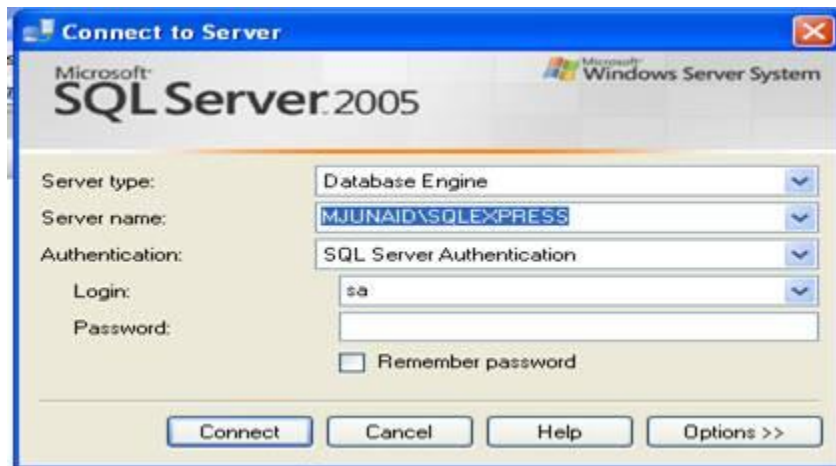 Connect to Server
Microsoft
SQL Server 2005
Microsoft
Windows Server System
Server type:
Database Engine
Server name:
MJUNAID\SQLEXPRESS
Authentication:
SQL Server Authentication
Login:
sa
Password:
Remember password
Connect
Cancel
Help
Options >>